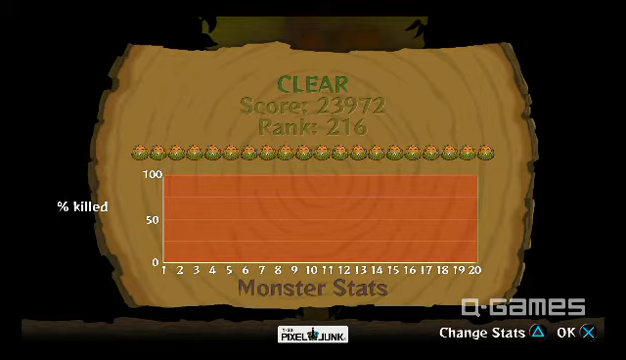 CLEAR
Score: 23972
Rank: 216
100
% killed
50
0
1 2 3 4 5 6 7 8 9 10 11 12 13 14 15 16 17 18 19 20
Monster Stats
Q-GAMES
PIXEL JUNK
Change Stats OK